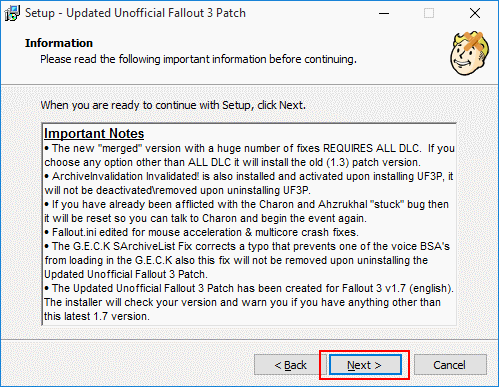 Setup - Updated Unofficial Fallout 3 Patch
Information
Please read the following important information before continuing.
When you are ready to continue with Setup, click Next.
Important Notes
• The new "merged" version with a huge number of fixes REQUIRES ALL DLC. If you
choose any option other than ALL DLC it will install the old (1.3) patch version.
• ArchiveInvalidation Invalidated! is also installed and activated upon installing UF3P, it
will not be deactivated\removed upon uninstalling UF3P.
• If you have already been afflicted with the Charon and Ahzrukhal "stuck" bug then
it will be reset so you can talk to Charon and begin the event again.
• Fallout.ini edited for mouse acceleration & multicore crash fixes.
• The G.E.C.K SArchiveList Fix corrects a typo that prevents one of the voice BSA's
from loading in the G.E.C.K also this fix will not be removed upon uninstalling the
Updated Unofficial Fallout 3 Patch.
• The Updated Unofficial Fallout 3 Patch has been created for Fallout 3 v1.7 (english).
The installer will check your version and warn you if you have anything other than
this latest 1.7 version.
< Back
Next >
Cancel